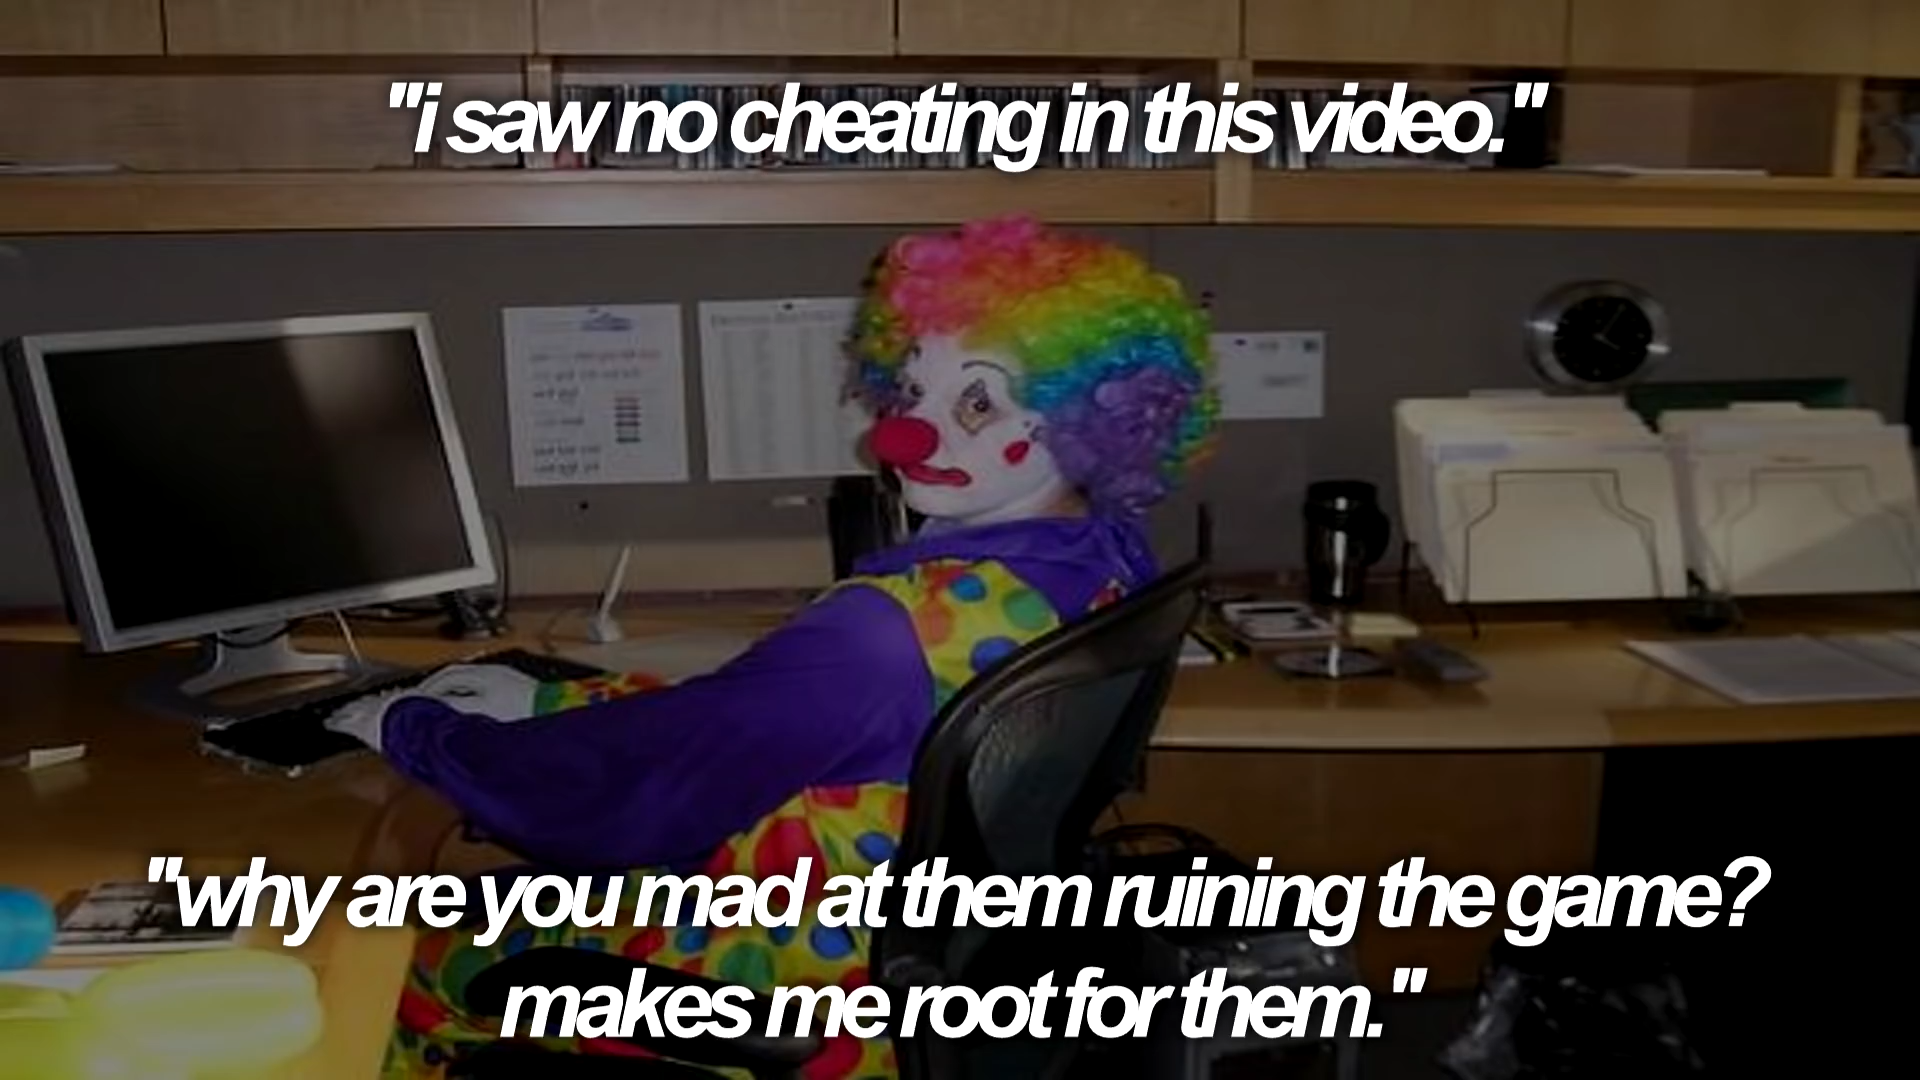 "i saw no cheating in this video."
"why are you mad at them ruining the game?
makes me root for them."